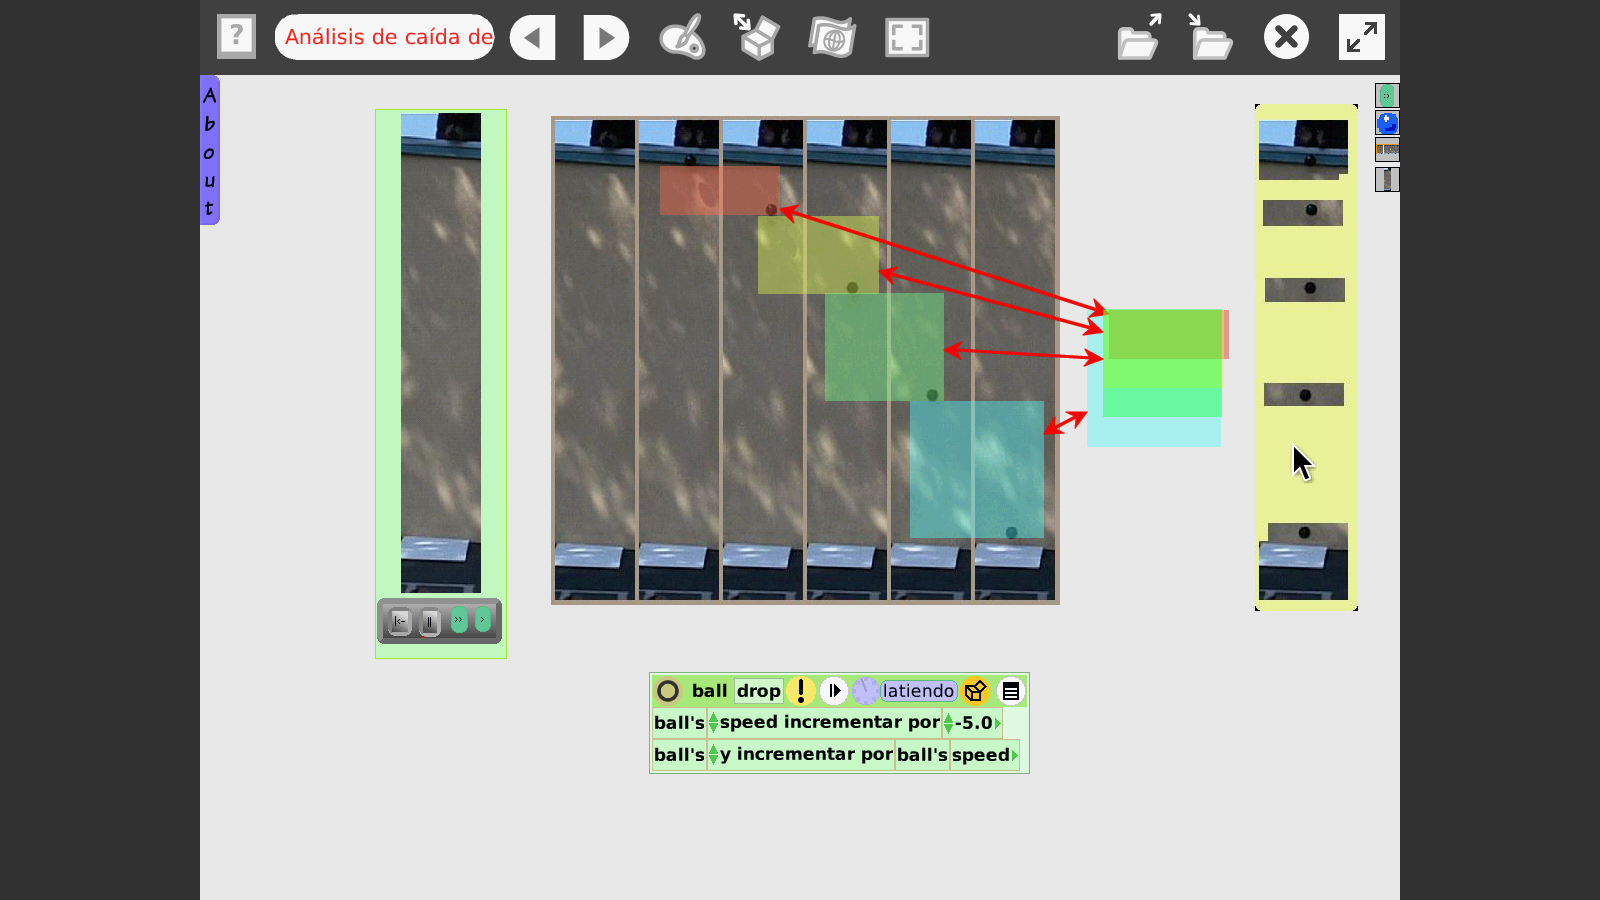 ?
Análisis de caída de
A
b
o
u
t
ball drop ! latiendo
ball's speed incrementar por -5.0
ball's y incrementar por ball's speed